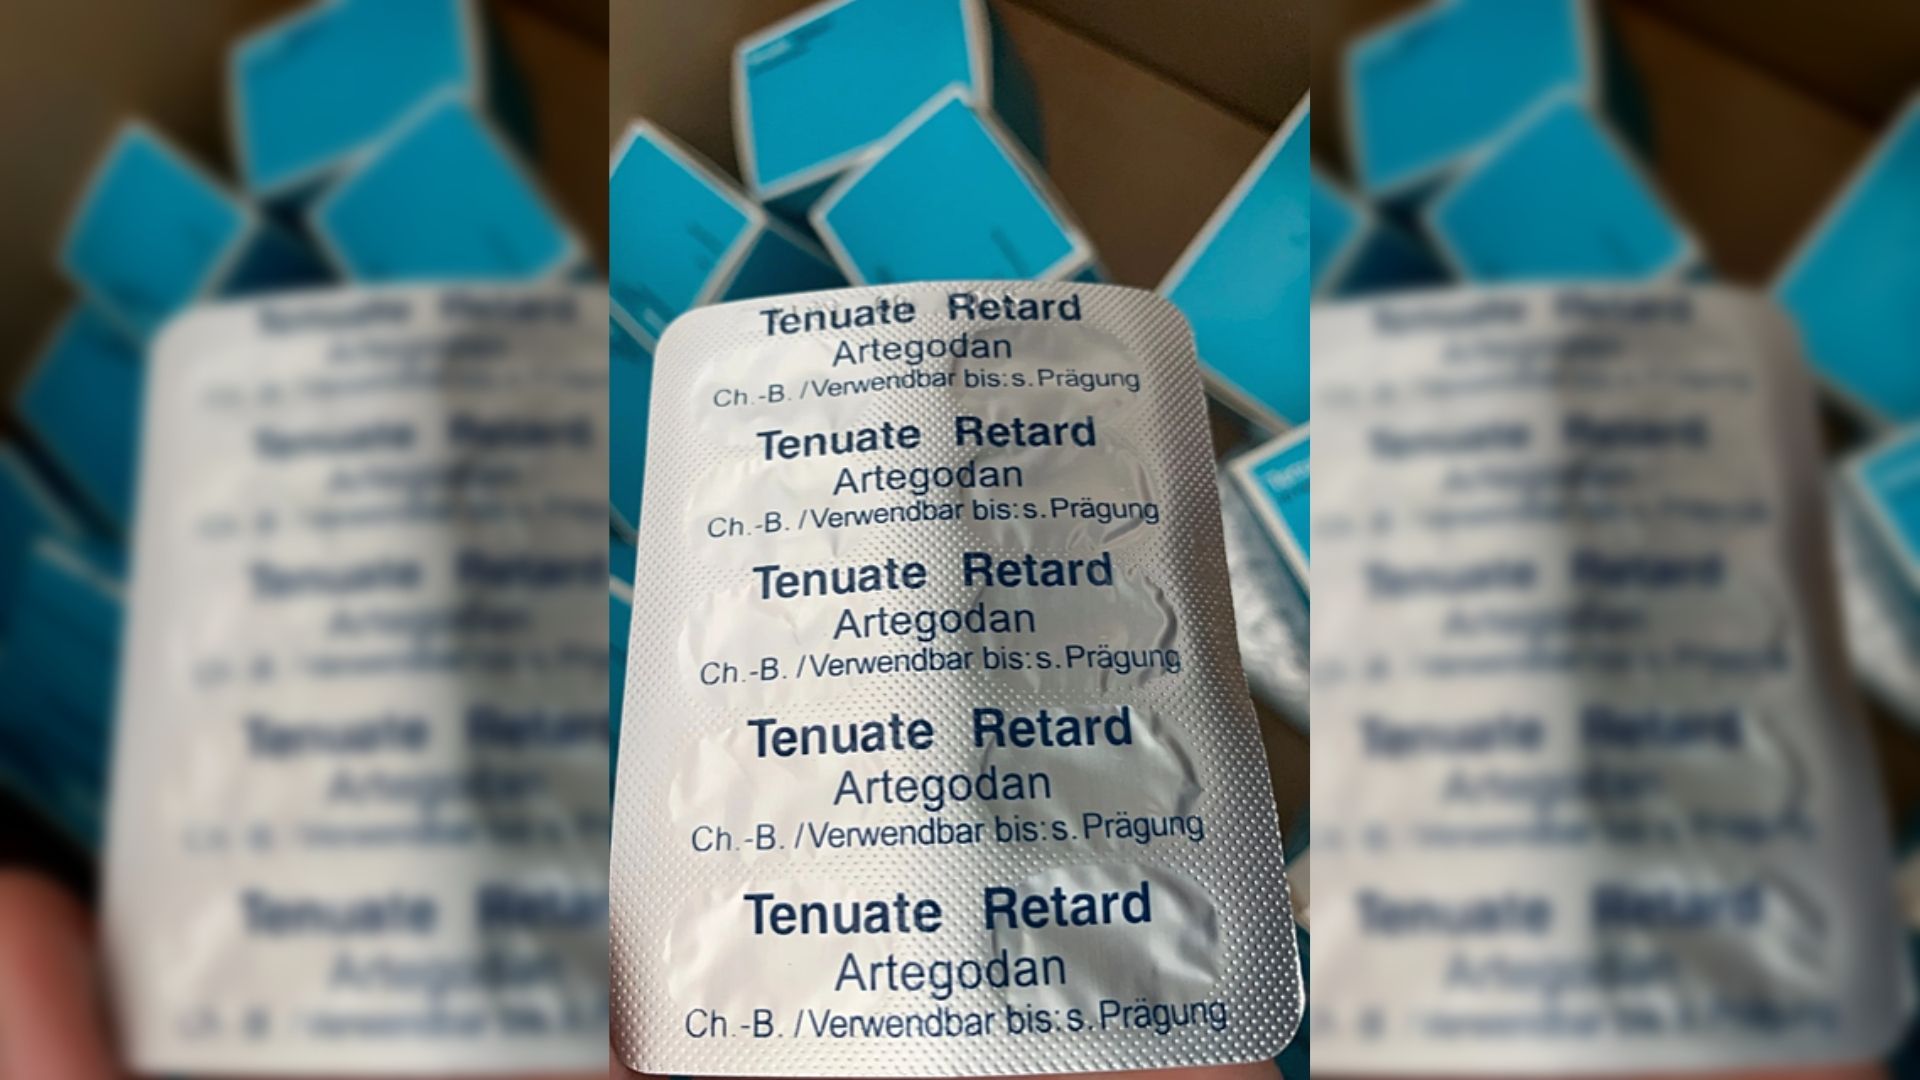 Tenuate Retard
Artegodan
Ch.-B. /Verwendbar bis: s. Prägung
Tenuate Retard
Artegodan
Ch.-B. /Verwendbar bis: s. Prägung
Tenuate Retard
Artegodan
Ch.-B. /Verwendbar bis: s. Prägung
Tenuate Retard
Artegodan
Ch.-B. /Verwendbar bis: s. Prägung
Tenuate Retard
Artegodan
Ch.-B. /Verwendbar bis: s. Prägung